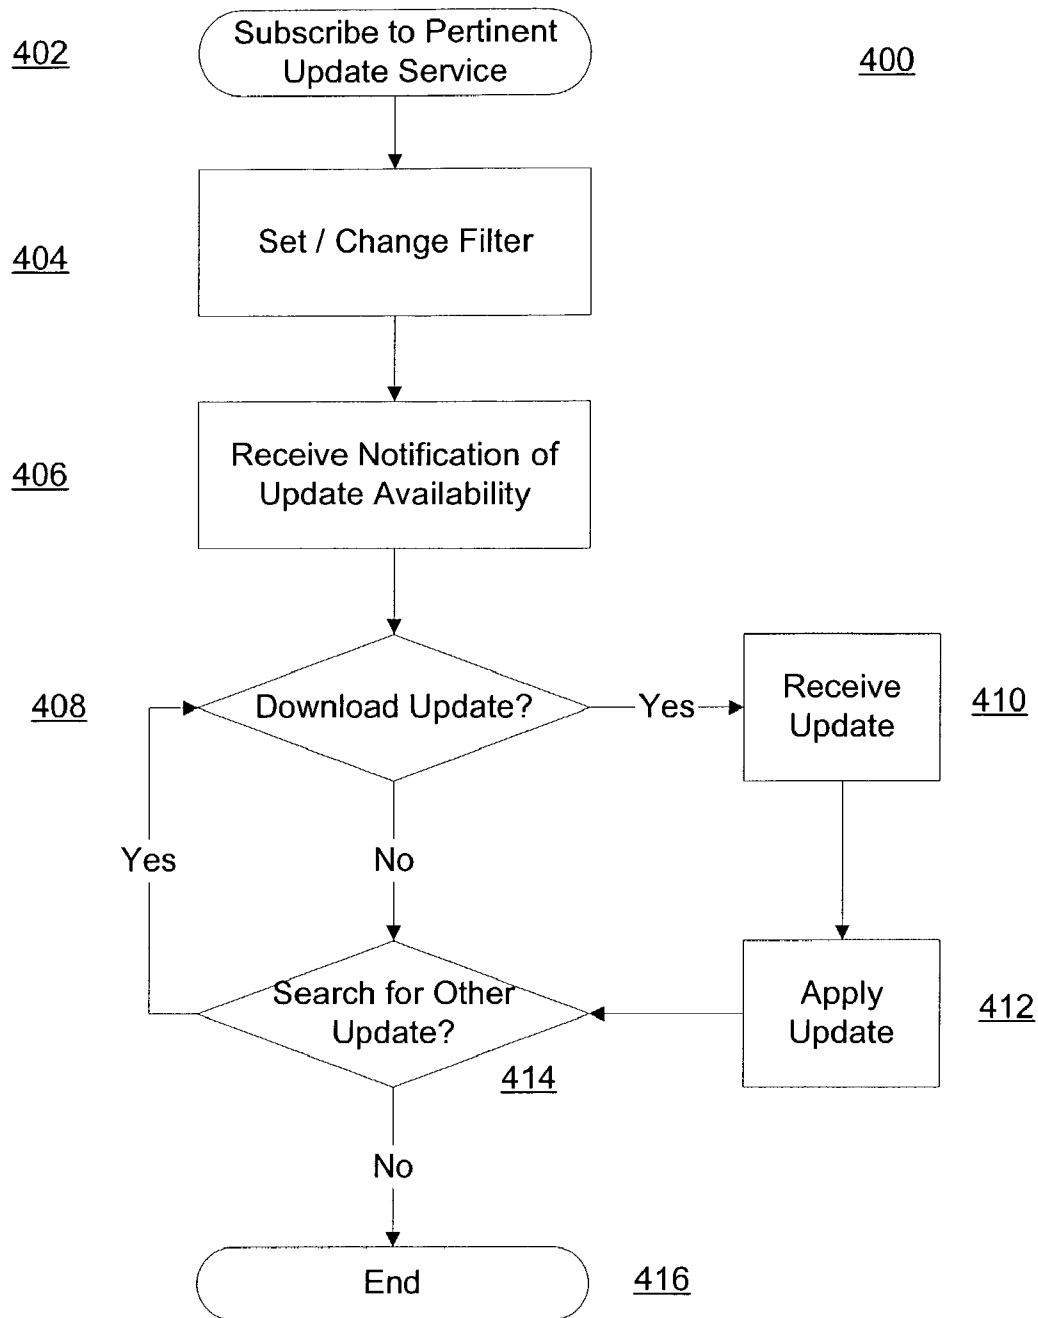 402
Subscribe to Pertinent
Update Service
400
404
Set / Change Filter
406
Receive Notification of
Update Availability
408
Download Update?
Yes
Receive
Update
410
Yes
No
Search for Other
Update?
414
Apply
Update
412
No
End
416